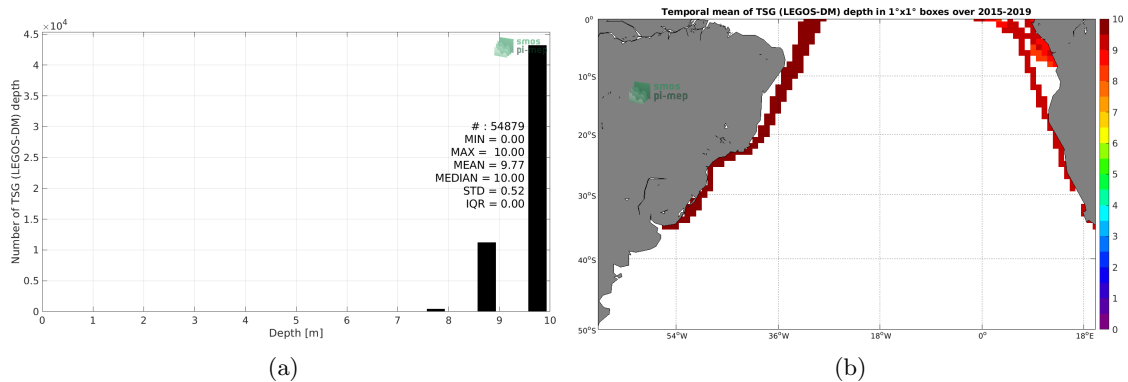 ×10⁴
4.5
4
3.5
3
2.5
2
1.5
1
0.5
0
Number of TSG (LEGOS-DM) depth
smos
pi-mep
# : 54879
MIN = 0.00
MAX = 10.00
MEAN = 9.77
MEDIAN = 10.00
STD = 0.52
IQR = 0.00
0 1 2 3 4 5 6 7 8 9 10
Depth [m]
(a)
Temporal mean of TSG (LEGOS-DM) depth in 1°x1° boxes over 2015-2019
0°
10°S
20°S
30°S
40°S
50°S
smos
pi-mep
54°W 36°W 18°W 0° 18°E
10
9
8
7
6
5
4
3
2
1
0
(b)